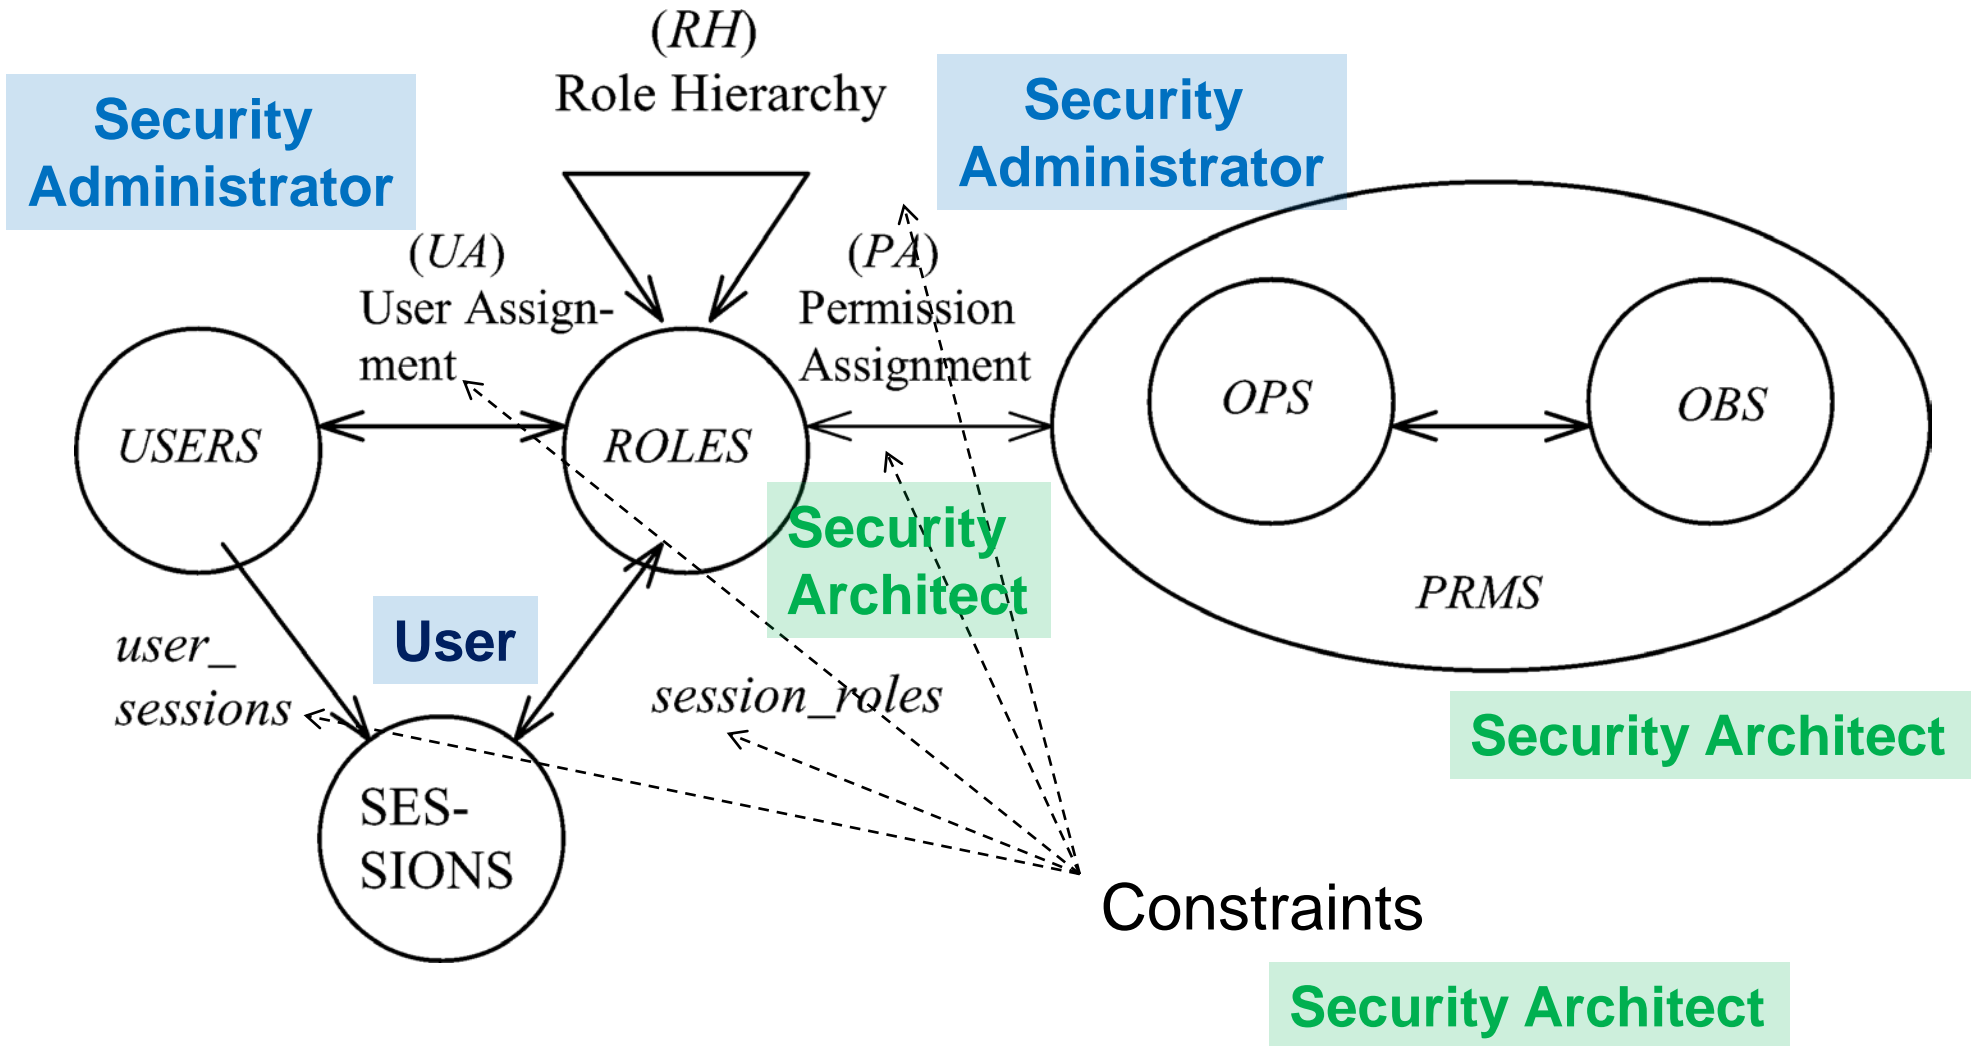 (RH)
Role Hierarchy
Security
Administrator
Security
Administrator
(UA)
User Assign-
ment
(PA)
Permission
Assignment
USERS
ROLES
OPS
OBS
PRMS
Security
Architect
User
user_
sessions
session_roles
Security Architect
SES-
SIONS
Constraints
Security Architect